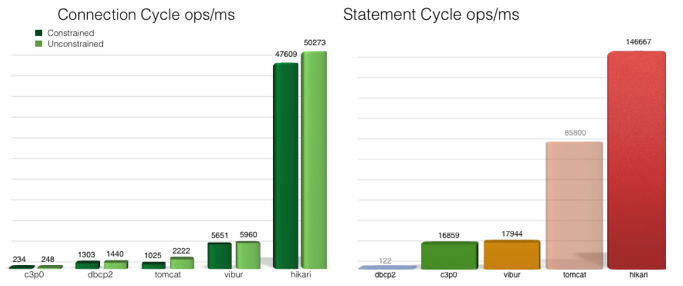 Connection Cycle ops/ms
Constrained
Unconstrained
234
248
1303
1440
1025
2222
5651
5960
47609
50273
c3p0
dbcp2
tomcat
vibur
hikari
Statement Cycle ops/ms
122
16859
17944
85800
146667
dbcp2
c3p0
vibur
tomcat
hikari